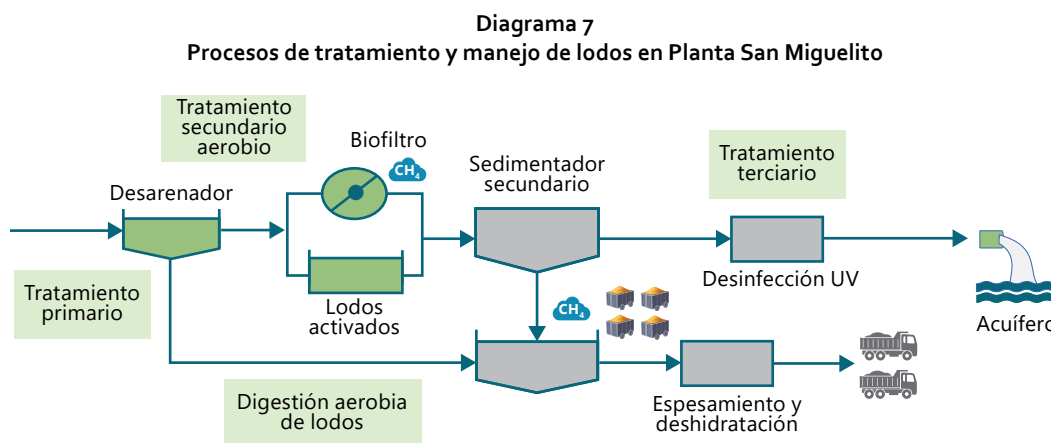 Diagrama 7
Procesos de tratamiento y manejo de lodos en Planta San Miguelito
Tratamiento
secundario
aerobio
Biofiltro
CH₄
Sedimentador
secundario
Tratamiento
terciario
Desarenador
Tratamiento
primario
Lodos
activados
CH₄
Desinfección UV
Acuífero
Digestión aerobia
de lodos
Espesamiento y
deshidratación